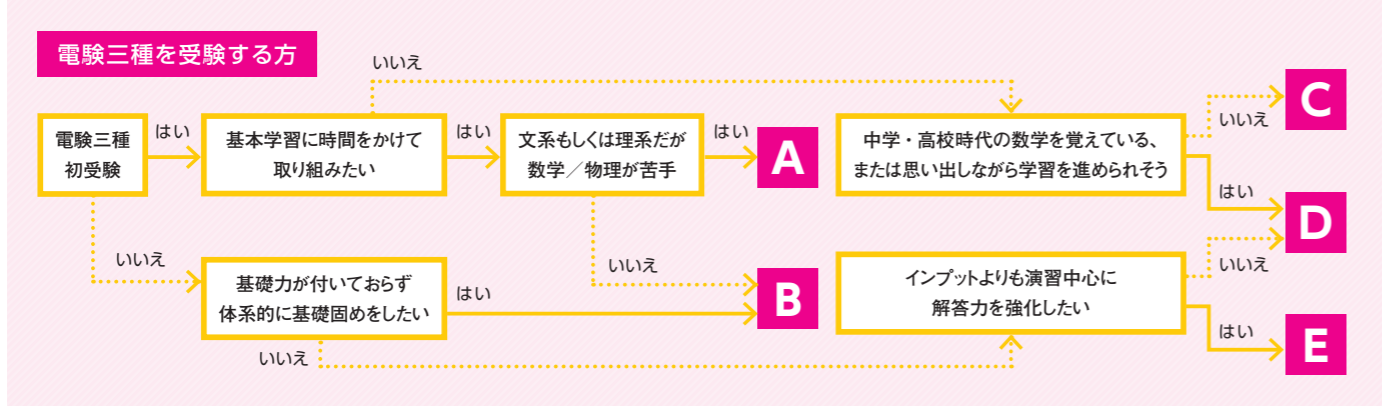 電験三種を受験する方
いいえ
電験三種
初受験
はい
基本学習に時間をかけて
取り組みたい
はい
文系もしくは理系だが
数学／物理が苦手
はい
A
中学・高校時代の数学を覚えている、
または思い出しながら学習を進められそう
いいえ
C
はい
D
いいえ
基礎力が付いておらず
体系的に基礎固めをしたい
はい
いいえ
B
インプットよりも演習中心に
解答力を強化したい
いいえ
はい
E
いいえ